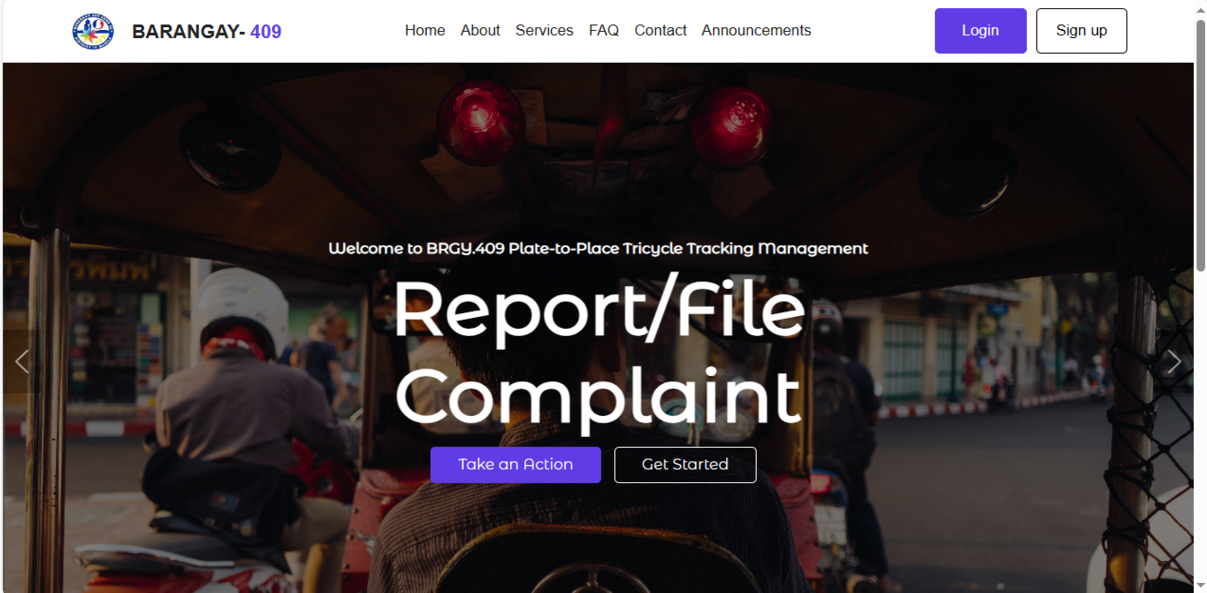 BARANGAY- 409
Home About Services FAQ Contact Announcements
Login
Sign up
Welcome to BRGY.409 Plate-to-Place Tricycle Tracking Management
Report/File
Complaint
Take an Action
Get Started